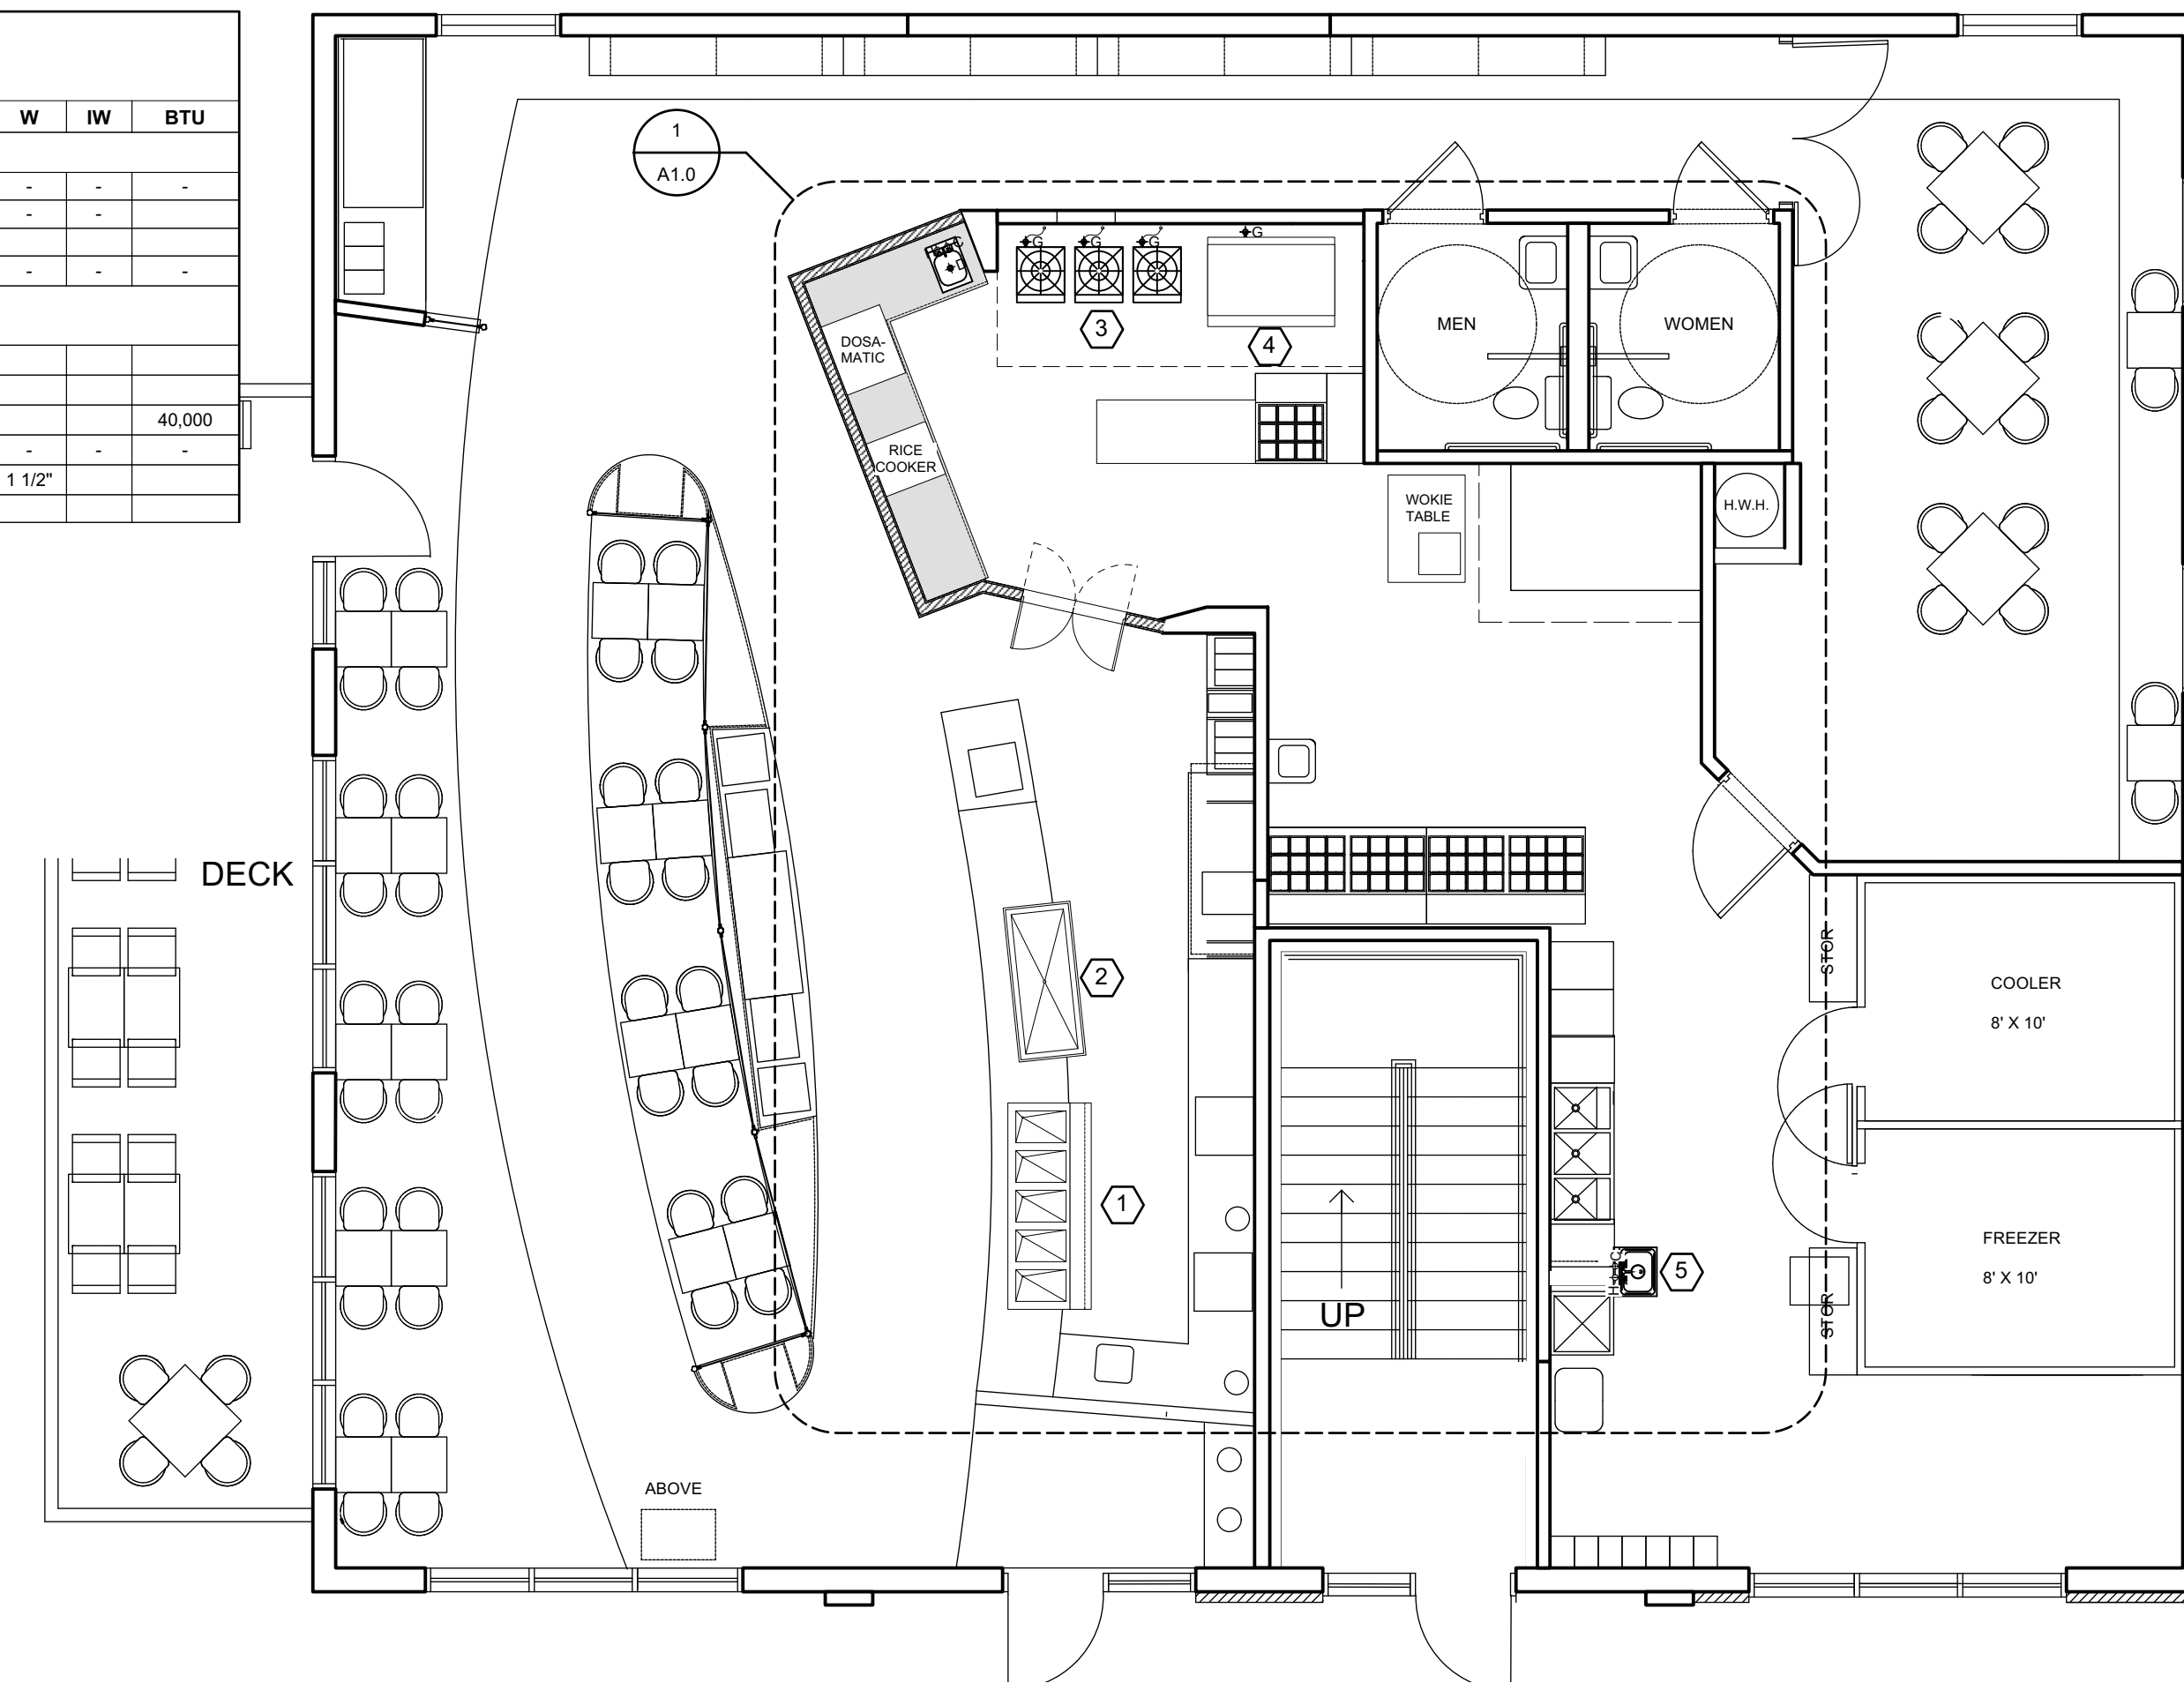 W IW BTU
- - -
- -
- - -
40,000
- - -
1 1/2"
1
A1.0
G G G G
C
DOSA-
MATIC
3
4
MEN
WOMEN
RICE
COOKER
WOKIE
TABLE
H.W.H.
DECK
STOR
COOLER
8' X 10'
2
1
FREEZER
8' X 10'
H C
5
STOR
UP
ABOVE